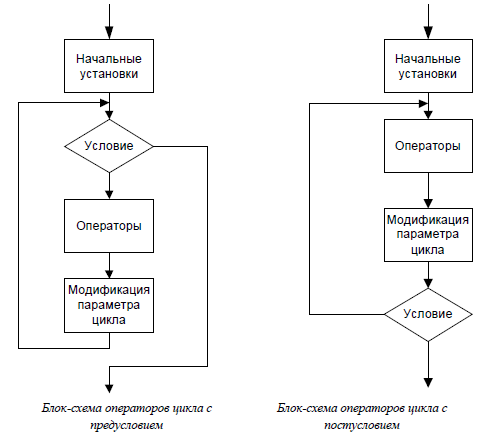 Начальные
установки
Условие
Операторы
Модификация
параметра
цикла
Блок-схема операторов цикла с
предусловием
Начальные
установки
Операторы
Модификация
параметра
цикла
Условие
Блок-схема операторов цикла с
постусловием